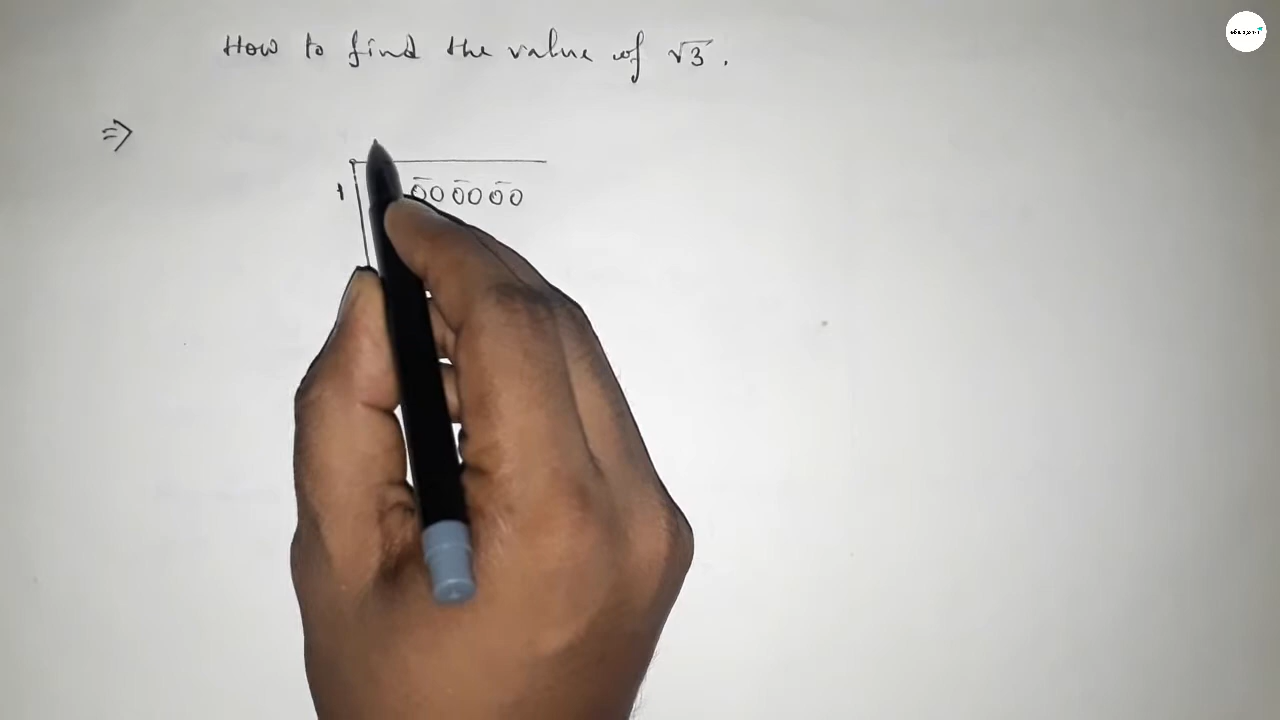 How to find the value of √3.
⇒
1 00 00 00